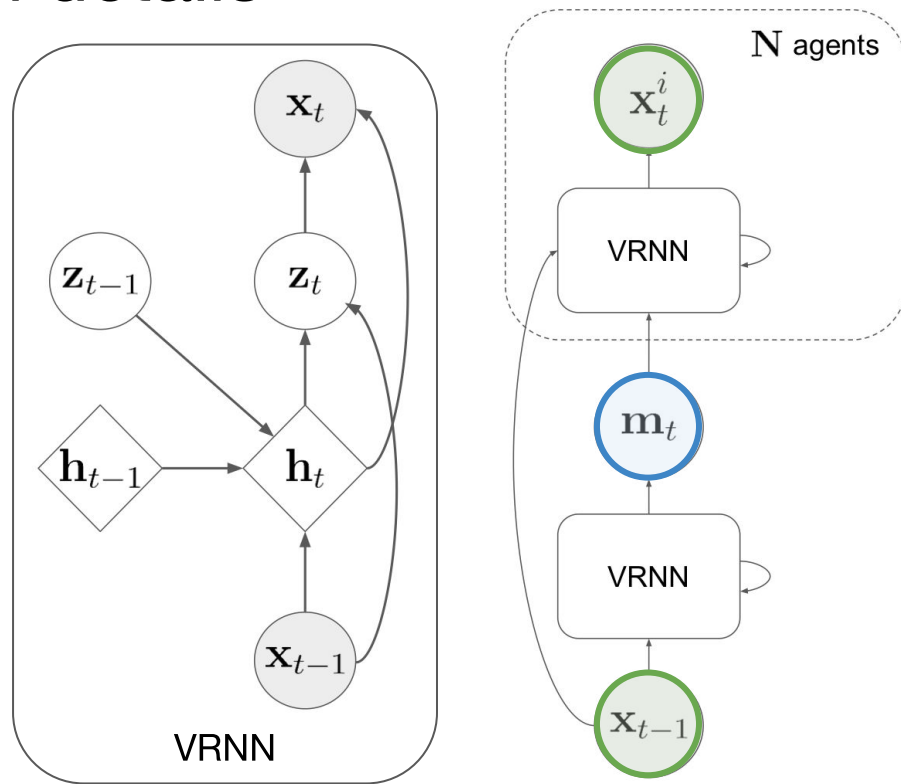 x_t
z_{t-1}
z_t
h_{t-1}
h_t
x_{t-1}
VRNN
N agents
x_t^i
VRNN
m_t
VRNN
x_{t-1}